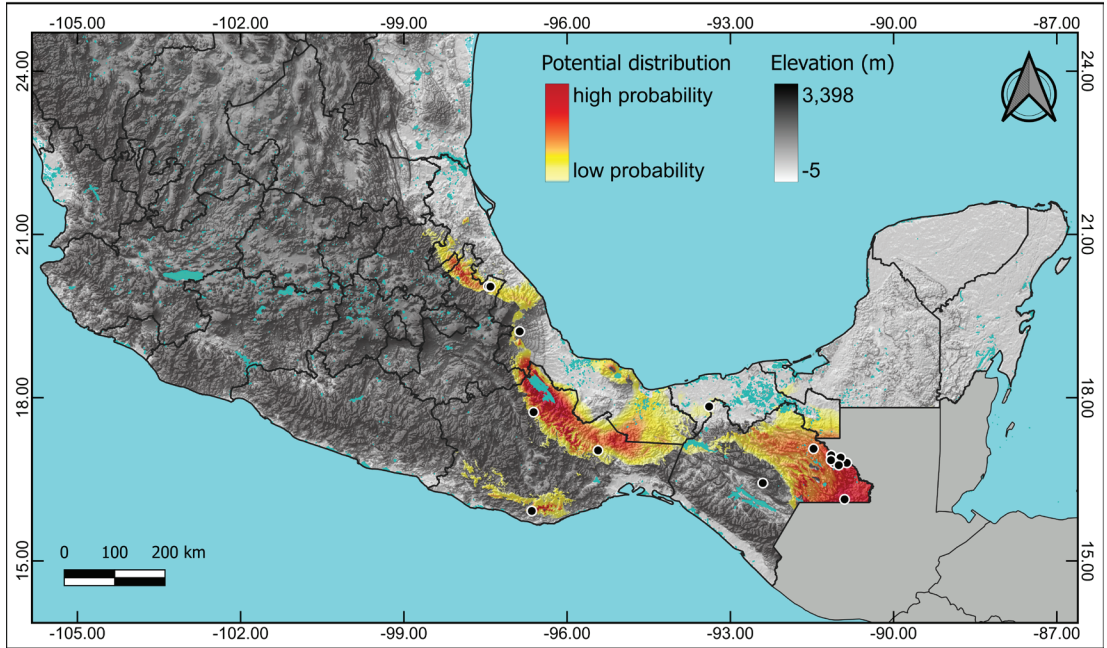 -105.00 -102.00 -99.00 -96.00 -93.00 -90.00 -87.00
24.00 24.00
Potential distribution Elevation (m)
high probability 3,398
low probability -5
21.00 21.00
18.00 18.00
15.00 15.00
0 100 200 km
-105.00 -102.00 -99.00 -96.00 -93.00 -90.00 -87.00